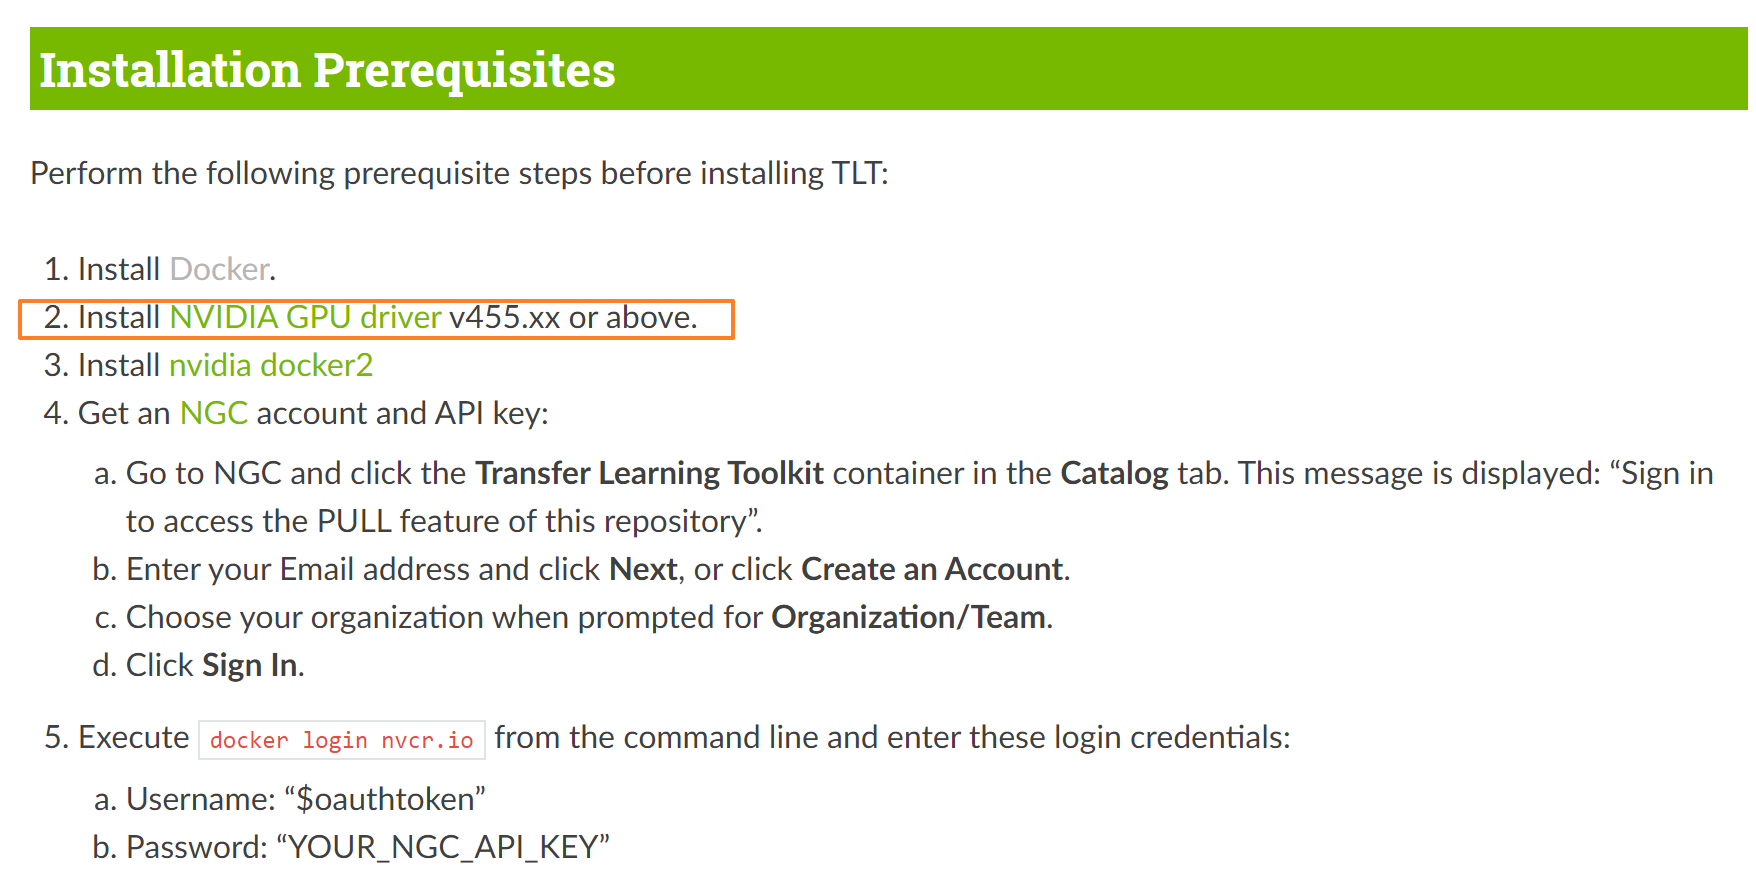 Installation Prerequisites
Perform the following prerequisite steps before installing TLT:
1. Install Docker.
2. Install NVIDIA GPU driver v455.xx or above.
3. Install nvidia docker2
4. Get an NGC account and API key:
a. Go to NGC and click the Transfer Learning Toolkit container in the Catalog tab. This message is displayed: “Sign in
to access the PULL feature of this repository”.
b. Enter your Email address and click Next, or click Create an Account.
c. Choose your organization when prompted for Organization/Team.
d. Click Sign In.
5. Execute docker login nvcr.io from the command line and enter these login credentials:
a. Username: “$oauthtoken”
b. Password: “YOUR_NGC_API_KEY”